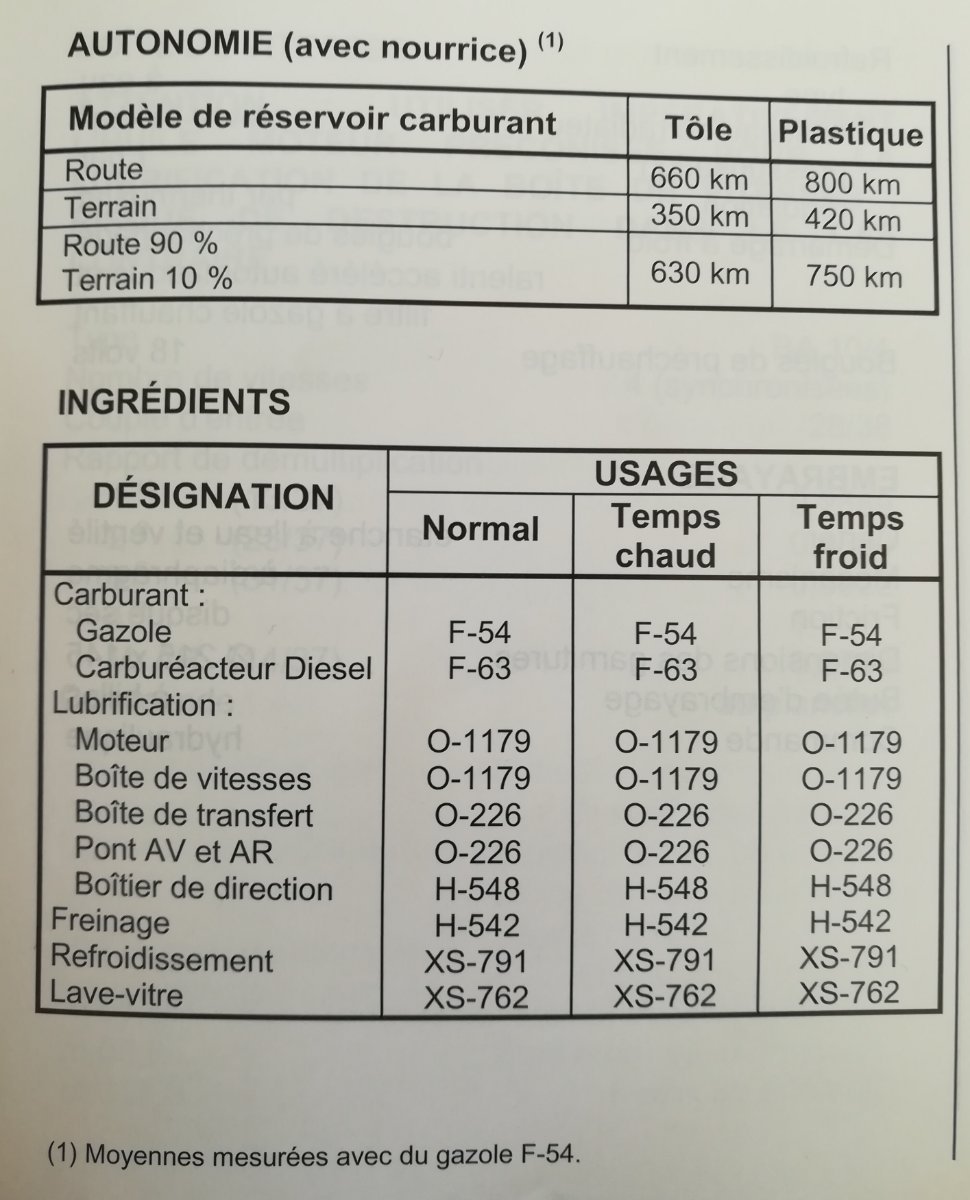 AUTONOMIE (avec nourrice) (1)
Modèle de réservoir carburant Tôle Plastique
Route 660 km 800 km
Terrain 350 km 420 km
Route 90 %
Terrain 10 % 630 km 750 km
INGRÉDIENTS
DÉSIGNATION USAGES
Normal Temps chaud Temps froid
Carburant :
Gazole F-54 F-54 F-54
Carburéacteur Diesel F-63 F-63 F-63
Lubrification :
Moteur O-1179 O-1179 O-1179
Boîte de vitesses O-1179 O-1179 O-1179
Boîte de transfert O-226 O-226 O-226
Pont AV et AR O-226 O-226 O-226
Boîtier de direction H-548 H-548 H-548
Freinage H-542 H-542 H-542
Refroidissement XS-791 XS-791 XS-791
Lave-vitre XS-762 XS-762 XS-762
(1) Moyennes mesurées avec du gazole F-54.